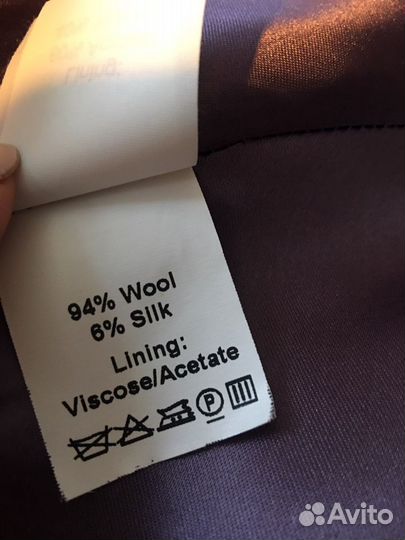 94% Wool
6% Silk
Lining:
Viscose/Acetate
P
Avito